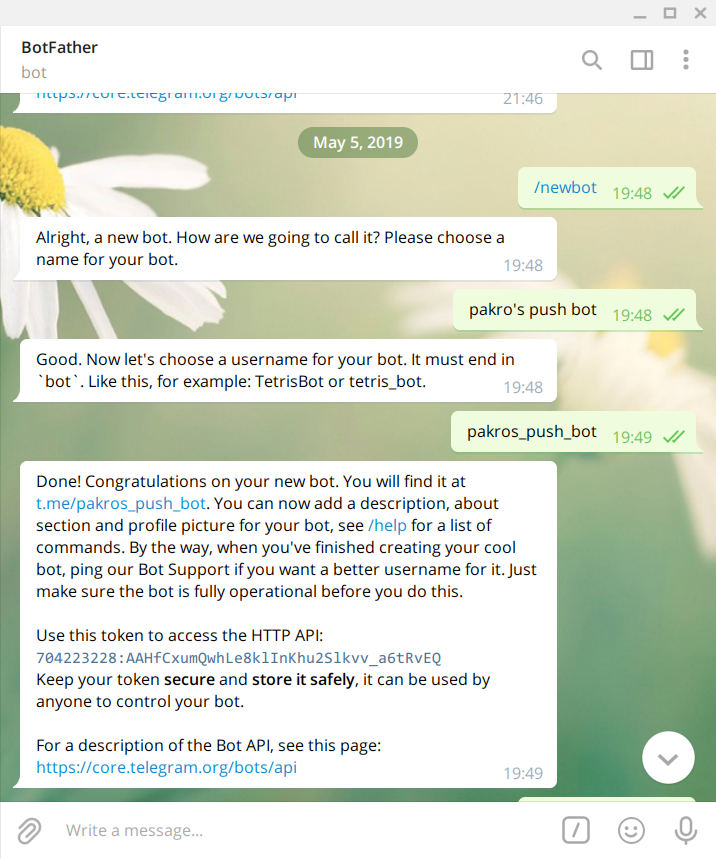 BotFather
bot
https://core.telegram.org/bots/api
21:46
May 5, 2019
/newbot 19:48
Alright, a new bot. How are we going to call it? Please choose a
name for your bot.
19:48
pakro's push bot 19:48
Good. Now let's choose a username for your bot. It must end in
`bot`. Like this, for example: TetrisBot or tetris_bot.
19:48
pakros_push_bot 19:49
Done! Congratulations on your new bot. You will find it at
t.me/pakros_push_bot. You can now add a description, about
section and profile picture for your bot, see /help for a list of
commands. By the way, when you've finished creating your cool
bot, ping our Bot Support if you want a better username for it. Just
make sure the bot is fully operational before you do this.
Use this token to access the HTTP API:
704223228:AAHfCxumQwhLe8klInKhu2Slkvv_a6tRvEQ
Keep your token secure and store it safely, it can be used by
anyone to control your bot.
For a description of the Bot API, see this page:
https://core.telegram.org/bots/api
19:49
Write a message...